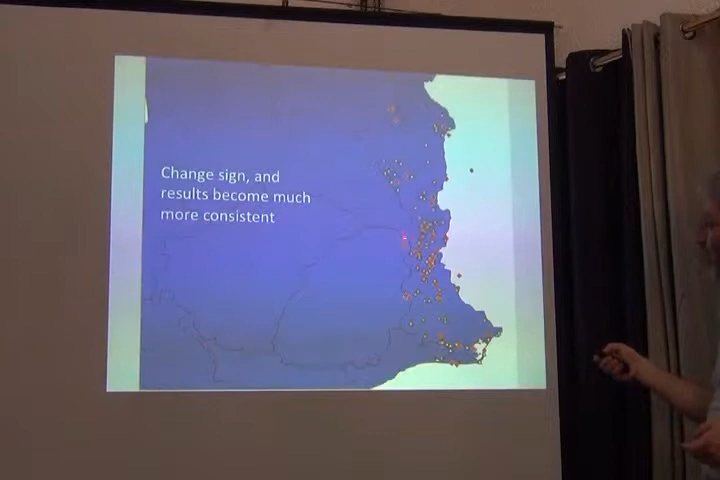 Change sign, and
results become much
more consistent